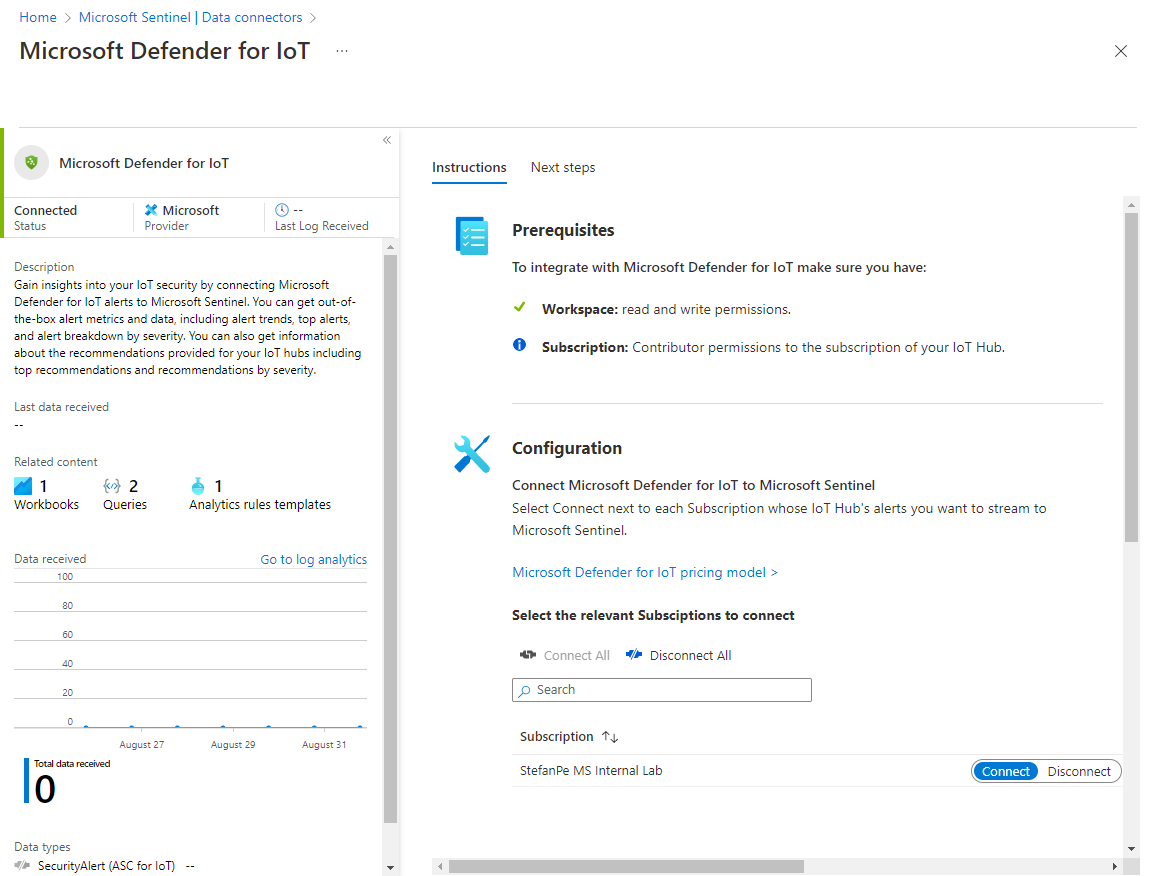 Home > Microsoft Sentinel | Data connectors >
Microsoft Defender for IoT ...
Microsoft Defender for IoT
Connected
Status
Microsoft
Provider
--
Last Log Received
Description
Gain insights into your IoT security by connecting Microsoft
Defender for IoT alerts to Microsoft Sentinel. You can get out-of-
the-box alert metrics and data, including alert trends, top alerts,
and alert breakdown by severity. You can also get information
about the recommendations provided for your IoT hubs including
top recommendations and recommendations by severity.
Last data received
--
Related content
1
Workbooks
2
Queries
1
Analytics rules templates
Data received
Go to log analytics
100
80
60
40
20
0
August 27
August 29
August 31
Total data received
0
Data types
SecurityAlert (ASC for IoT) --
Instructions
Next steps
Prerequisites
To integrate with Microsoft Defender for IoT make sure you have:
Workspace: read and write permissions.
Subscription: Contributor permissions to the subscription of your IoT Hub.
Configuration
Connect Microsoft Defender for IoT to Microsoft Sentinel
Select Connect next to each Subscription whose IoT Hub's alerts you want to stream to
Microsoft Sentinel.
Microsoft Defender for IoT pricing model >
Select the relevant Subsciptions to connect
Connect All
Disconnect All
Search
Subscription
StefanPe MS Internal Lab
Connect
Disconnect